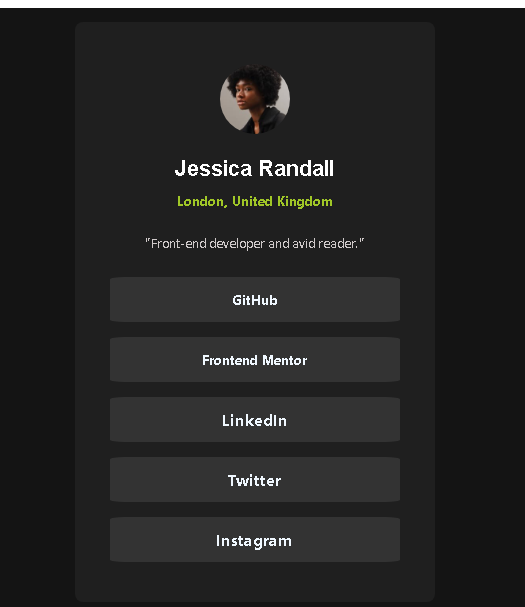 Jessica Randall
London, United Kingdom
"Front-end developer and avid reader."
GitHub
Frontend Mentor
LinkedIn
Twitter
Instagram